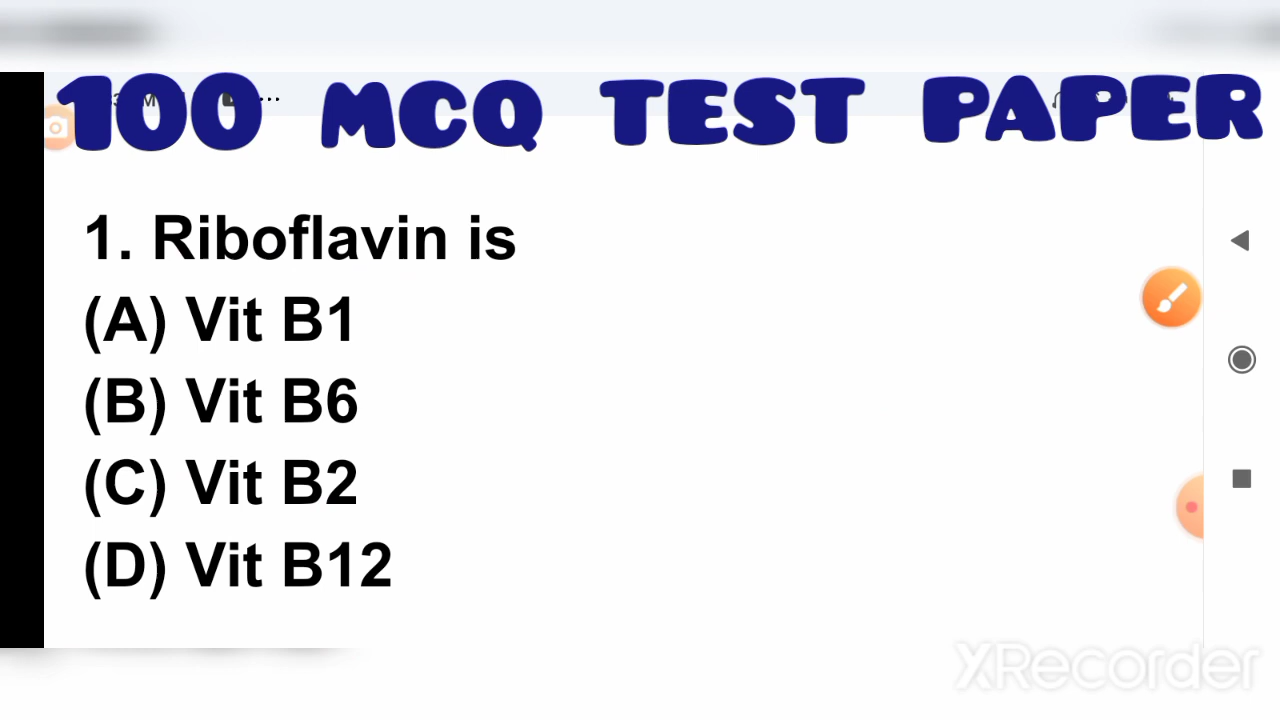 100 MCQ TEST PAPER
1. Riboflavin is
(A) Vit B1
(B) Vit B6
(C) Vit B2
(D) Vit B12
XRecorder